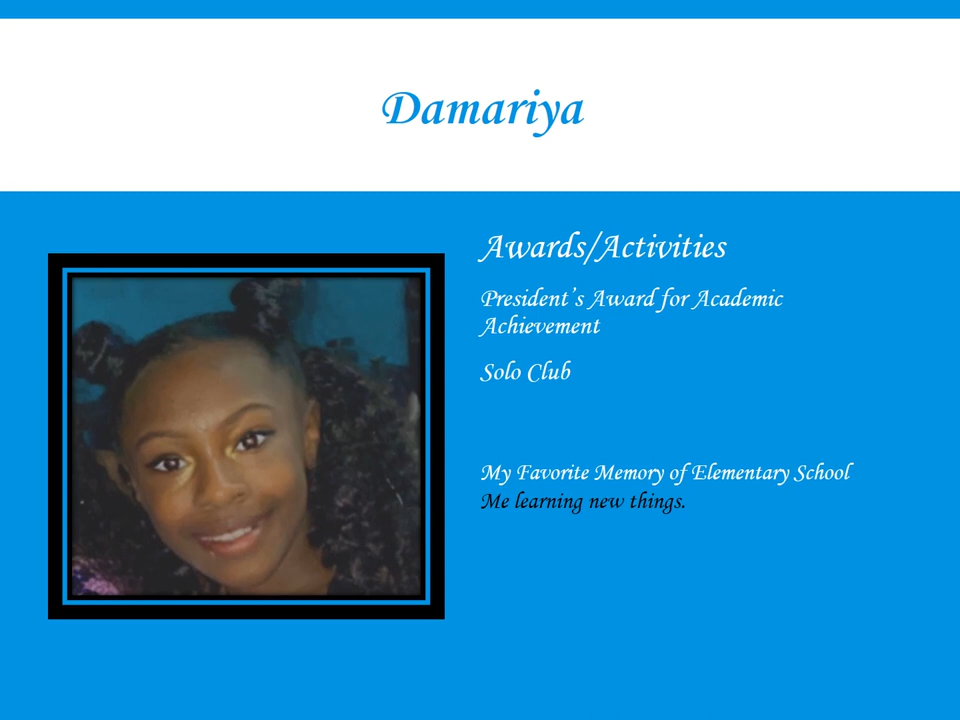 Damariya
Awards/Activities
President’s Award for Academic
Achievement
Solo Club
My Favorite Memory of Elementary School
Me learning new things.